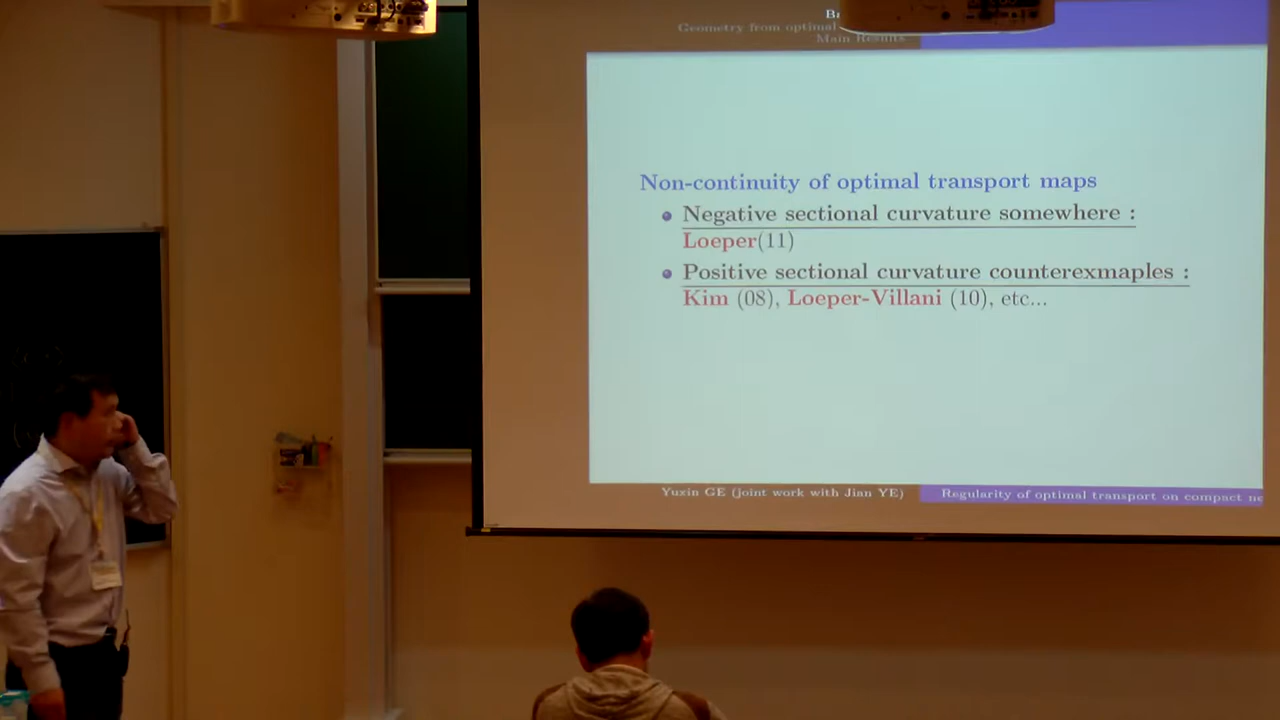 Geometry from optimal
Main Results
Non-continuity of optimal transport maps
Negative sectional curvature somewhere :
Loeper(11)
Positive sectional curvature counterexmaples :
Kim (08), Loeper-Villani (10), etc...
Yuxin GE (joint work with Jian YE)
Regularity of optimal transport on compact